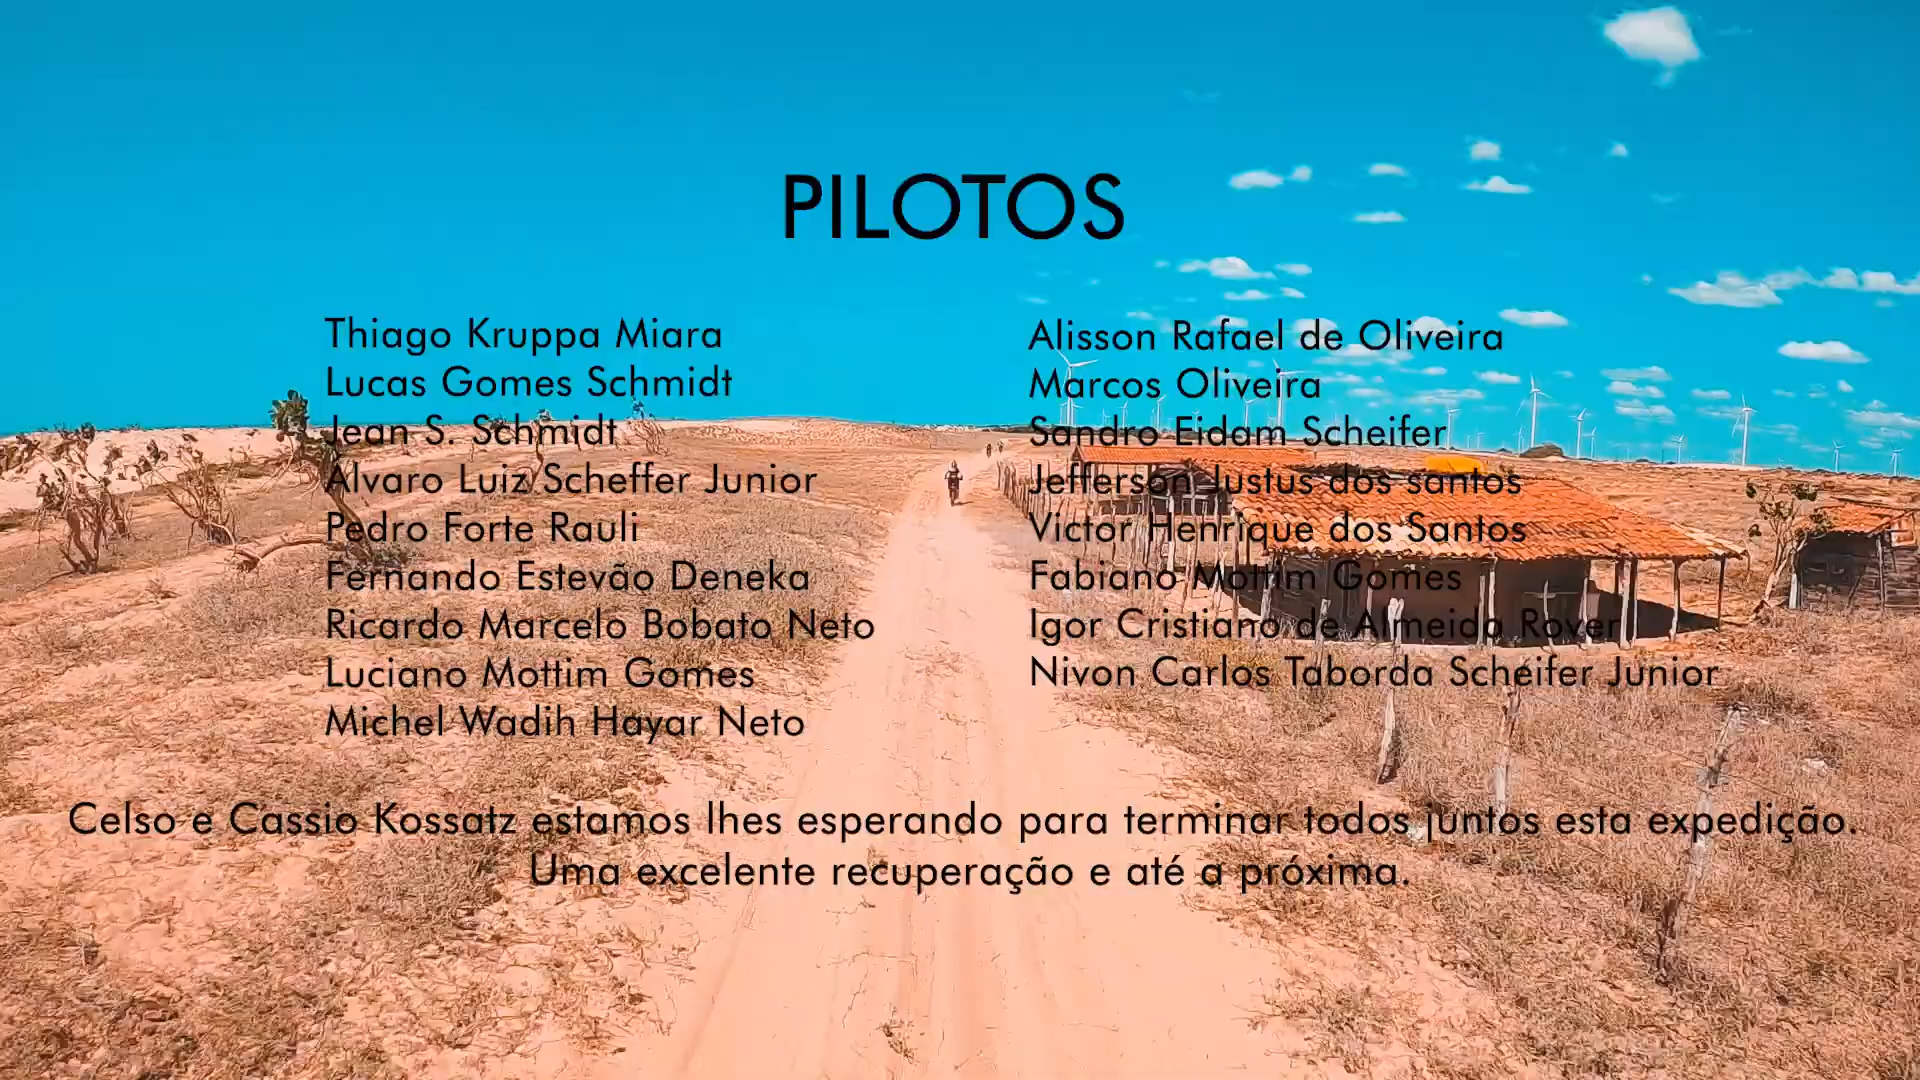 PILOTOS
Thiago Kruppa Miara
Lucas Gomes Schmidt
Jean S. Schmidt
Álvaro Luiz Scheffer Junior
Pedro Forte Rauli
Fernando Estevão Deneka
Ricardo Marcelo Bobato Neto
Luciano Mottim Gomes
Michel Wadih Hayar Neto
Alisson Rafael de Oliveira
Marcos Oliveira
Sandro Eidam Scheifer
Jefferson Justus dos santos
Victor Henrique dos Santos
Fabiano Mottim Gomes
Igor Cristiano de Almeida Rover
Nivon Carlos Taborda Scheifer Junior
Celso e Cassio Kossatz estamos lhes esperando para terminar todos juntos esta expedição.
Uma excelente recuperação e até a próxima.